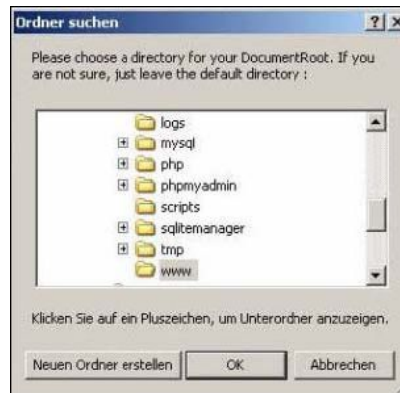 Ordner suchen
Please choose a directory for your DocumentRoot. If you
are not sure, just leave the default directory :
logs
mysql
php
phpmyadmin
scripts
sqlitemanager
tmp
www
Klicken Sie auf ein Pluszeichen, um Unterordner anzuzeigen.
Neuen Ordner erstellen
OK
Abbrechen